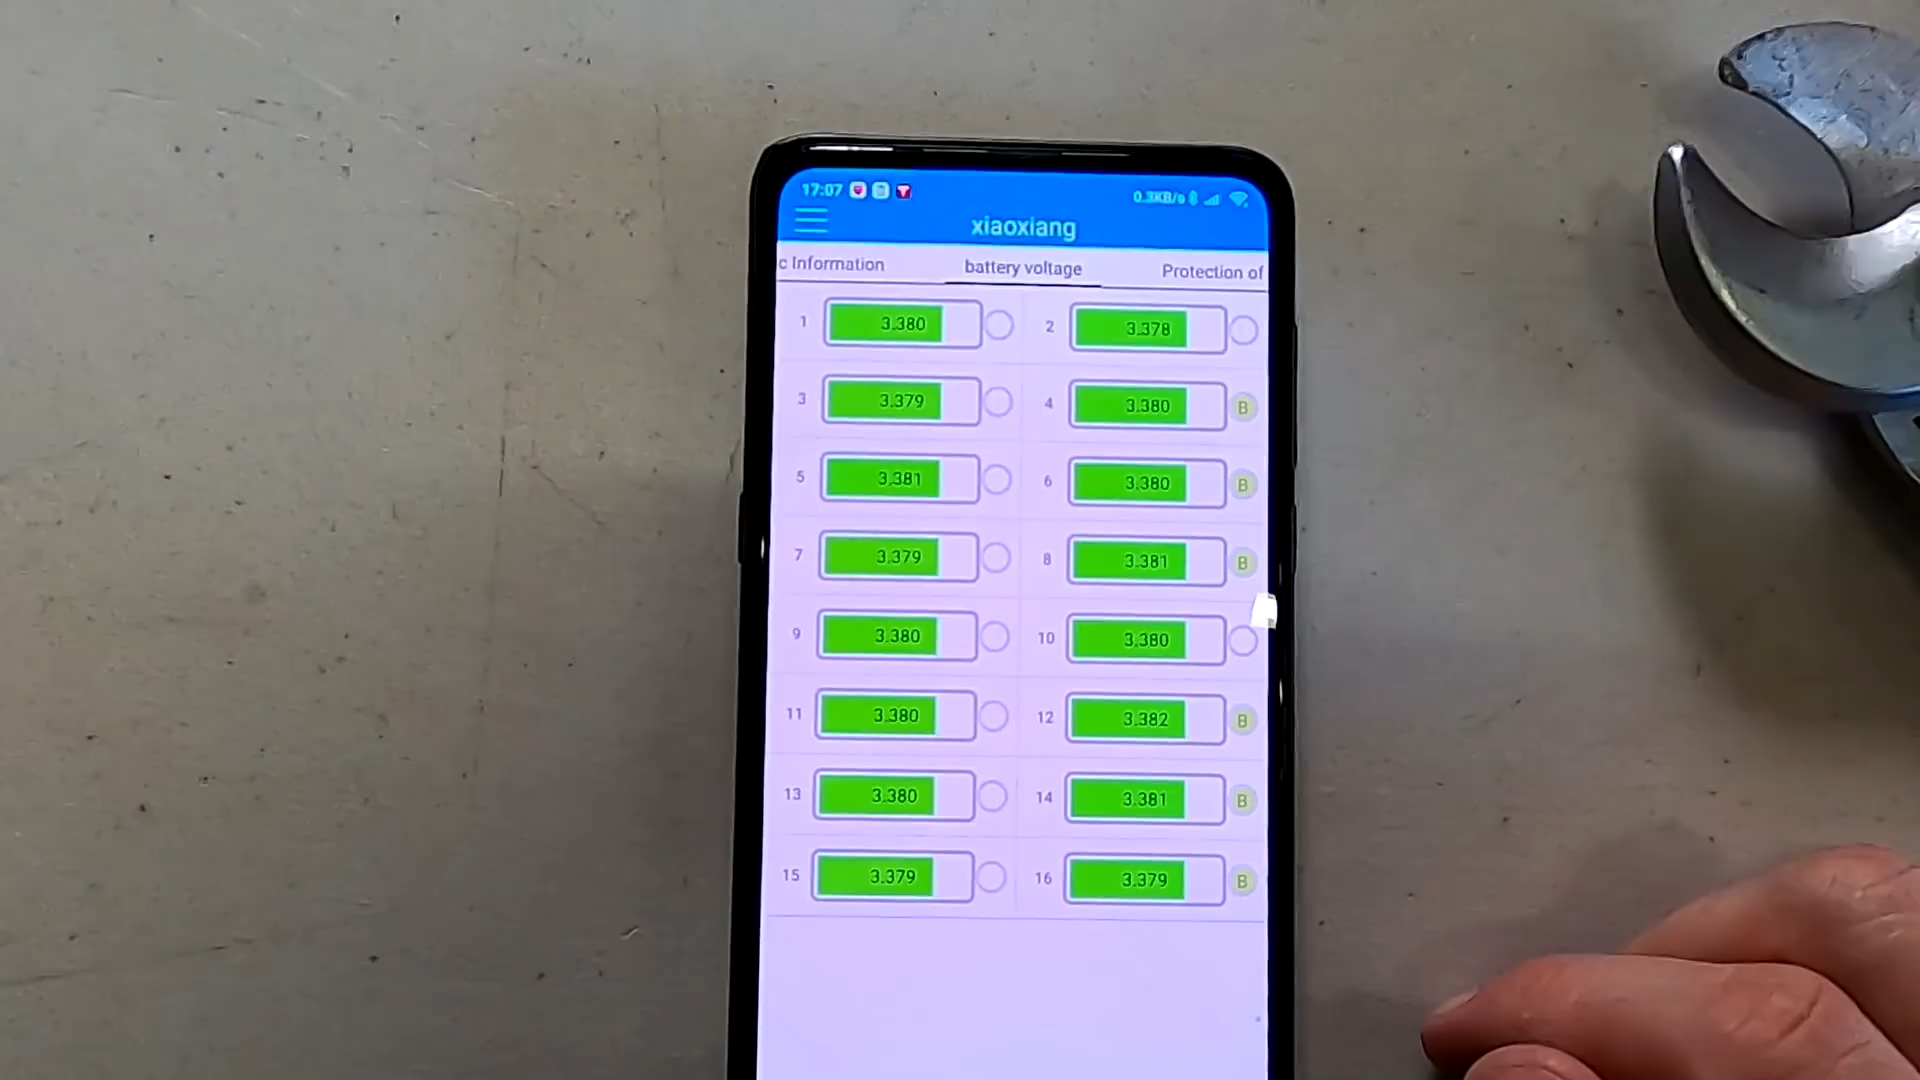 17:07 0.3KB/s
xiaoxiang
c Information battery voltage Protection of
1 3.380 2 3.378
3 3.379 4 3.380 B
5 3.381 6 3.380 B
7 3.379 8 3.381 B
9 3.380 10 3.380
11 3.380 12 3.382 B
13 3.380 14 3.381 B
15 3.379 16 3.379 B